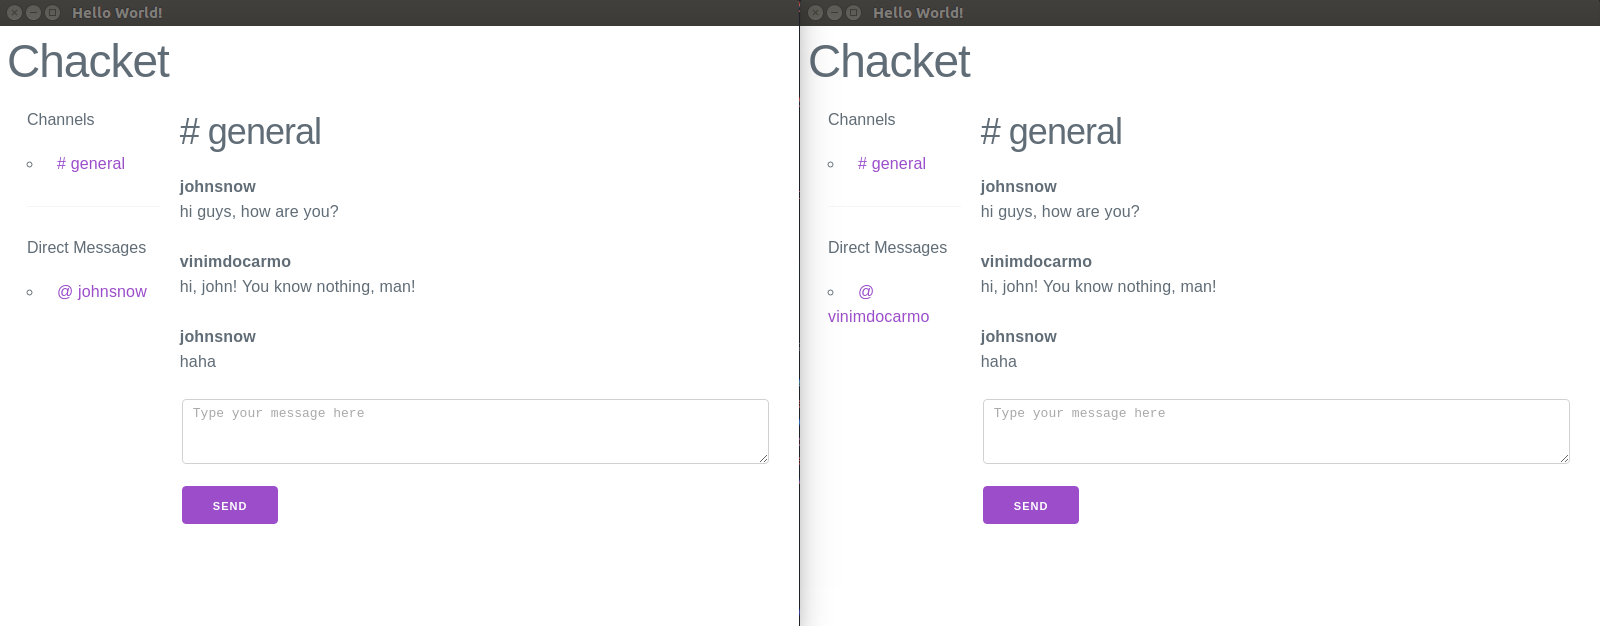 Hello World!
Chacket
Channels
# general
Direct Messages
@ johnsnow
# general
johnsnow
hi guys, how are you?
vinimdocarmo
hi, john! You know nothing, man!
johnsnow
haha
Type your message here
SEND
Hello World!
Chacket
Channels
# general
Direct Messages
@
vinimdocarmo
# general
johnsnow
hi guys, how are you?
vinimdocarmo
hi, john! You know nothing, man!
johnsnow
haha
Type your message here
SEND